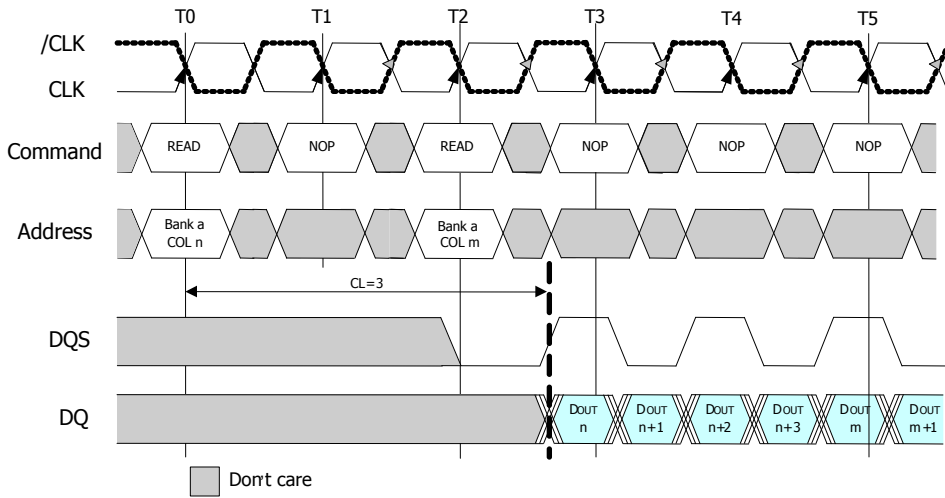 T0 T1 T2 T3 T4 T5
/CLK
CLK
Command READ NOP READ NOP NOP NOP
Address Bank a COL n Bank a COL m
CL=3
DQS
DQ DOUT n DOUT n+1 DOUT n+2 DOUT n+3 DOUT m DOUT m+1
Don't care